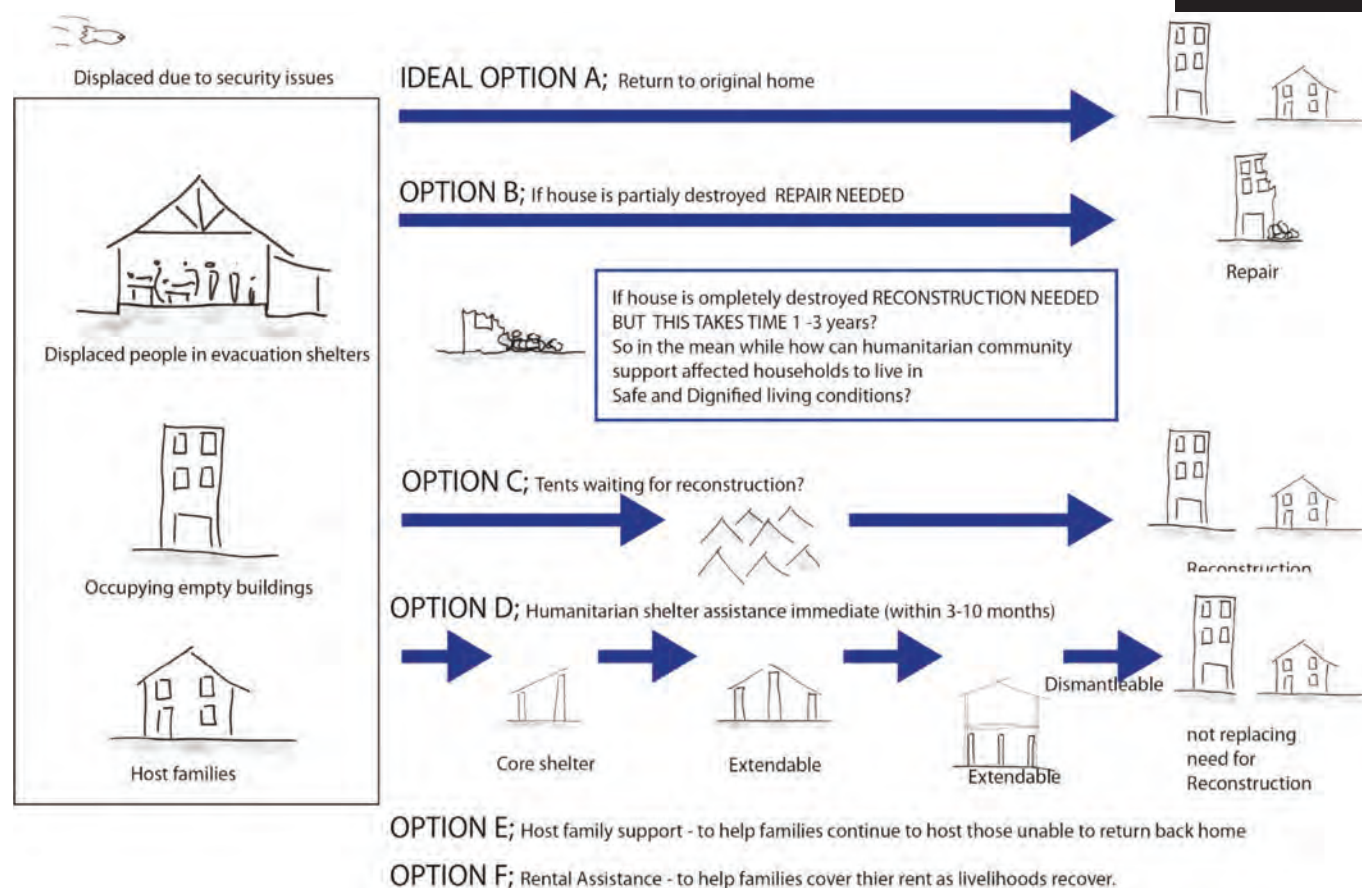 Displaced due to security issues
IDEAL OPTION A; Return to original home
OPTION B; If house is partialy destroyed REPAIR NEEDED
Repair
Displaced people in evacuation shelters
If house is ompletely destroyed RECONSTRUCTION NEEDED
BUT THIS TAKES TIME 1 -3 years?
So in the mean while how can humanitarian community
support affected households to live in
Safe and Dignified living conditions?
Occupying empty buildings
OPTION C; Tents waiting for reconstruction?
Reconstruction
OPTION D; Humanitarian shelter assistance immediate (within 3-10 months)
Host families
Core shelter
Extendable
Extendable
Dismantleable
not replacing
need for
Reconstruction
OPTION E; Host family support - to help families continue to host those unable to return back home
OPTION F; Rental Assistance - to help families cover thier rent as livelihoods recover.